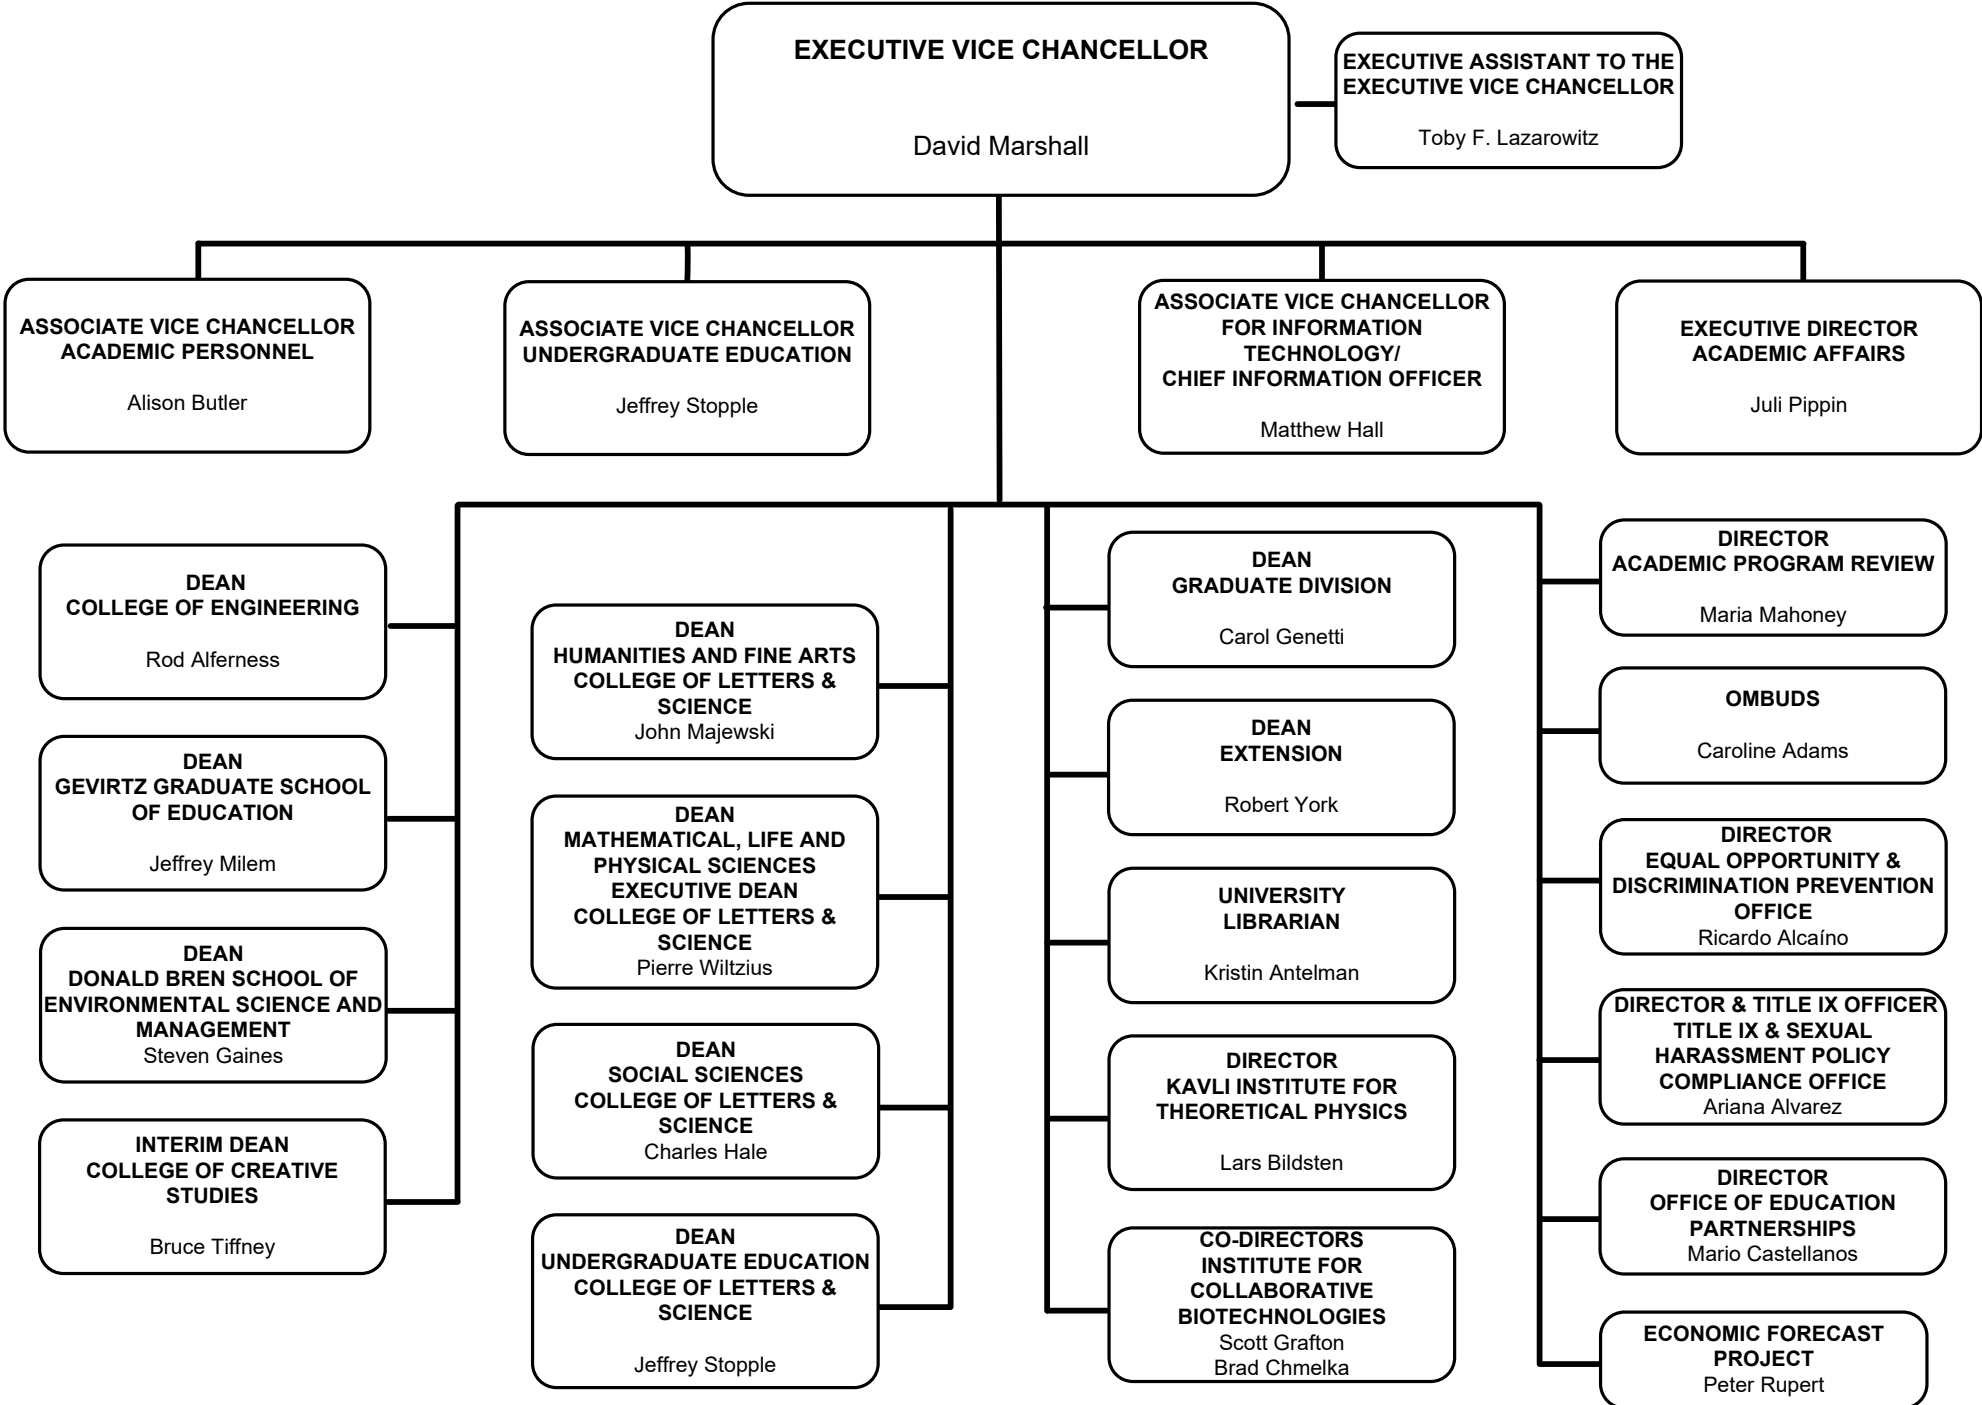 EXECUTIVE VICE CHANCELLOR
David Marshall
EXECUTIVE ASSISTANT TO THE
EXECUTIVE VICE CHANCELLOR
Toby F. Lazarowitz
ASSOCIATE VICE CHANCELLOR
ACADEMIC PERSONNEL
Alison Butler
ASSOCIATE VICE CHANCELLOR
UNDERGRADUATE EDUCATION
Jeffrey Stopple
ASSOCIATE VICE CHANCELLOR
FOR INFORMATION
TECHNOLOGY/
CHIEF INFORMATION OFFICER
Matthew Hall
EXECUTIVE DIRECTOR
ACADEMIC AFFAIRS
Juli Pippin
DEAN
COLLEGE OF ENGINEERING
Rod Alferness
DEAN
GEVIRTZ GRADUATE SCHOOL
OF EDUCATION
Jeffrey Milem
DEAN
DONALD BREN SCHOOL OF
ENVIRONMENTAL SCIENCE AND
MANAGEMENT
Steven Gaines
INTERIM DEAN
COLLEGE OF CREATIVE
STUDIES
Bruce Tiffney
DEAN
HUMANITIES AND FINE ARTS
COLLEGE OF LETTERS &
SCIENCE
John Majewski
DEAN
MATHEMATICAL, LIFE AND
PHYSICAL SCIENCES
EXECUTIVE DEAN
COLLEGE OF LETTERS &
SCIENCE
Pierre Wiltzius
DEAN
SOCIAL SCIENCES
COLLEGE OF LETTERS &
SCIENCE
Charles Hale
DEAN
UNDERGRADUATE EDUCATION
COLLEGE OF LETTERS &
SCIENCE
Jeffrey Stopple
DEAN
GRADUATE DIVISION
Carol Genetti
DEAN
EXTENSION
Robert York
UNIVERSITY
LIBRARIAN
Kristin Antelman
DIRECTOR
KAVLI INSTITUTE FOR
THEORETICAL PHYSICS
Lars Bildsten
CO-DIRECTORS
INSTITUTE FOR
COLLABORATIVE
BIOTECHNOLOGIES
Scott Grafton
Brad Chmelka
DIRECTOR
ACADEMIC PROGRAM REVIEW
Maria Mahoney
OMBUDS
Caroline Adams
DIRECTOR
EQUAL OPPORTUNITY &
DISCRIMINATION PREVENTION
OFFICE
Ricardo Alcaíno
DIRECTOR & TITLE IX OFFICER
TITLE IX & SEXUAL
HARASSMENT POLICY
COMPLIANCE OFFICE
Ariana Alvarez
DIRECTOR
OFFICE OF EDUCATION
PARTNERSHIPS
Mario Castellanos
ECONOMIC FORECAST
PROJECT
Peter Rupert